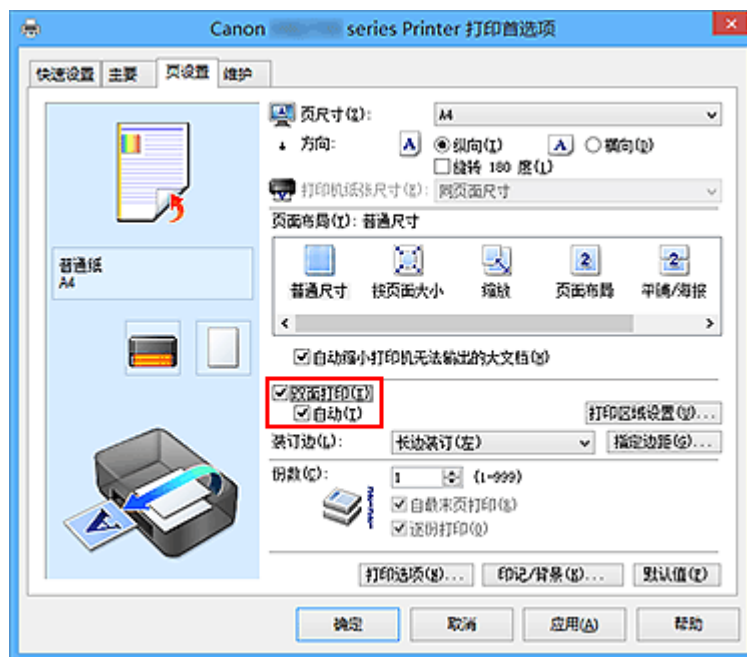 Canon series Printer 打印首选项
快速设置 主要 页设置 维护
页尺寸(Z): A4
方向: A 纵向(I) A 横向(D)
旋转 180 度(L)
打印机纸张尺寸(R): 同页面尺寸
页面布局(Y): 普通尺寸
普通尺寸 按页面大小 缩放 页面布局 平铺/海报
普通纸
A4
自动缩小打印机无法输出的大文档(W)
双面打印(X)
自动(T)
打印区域设置(U)...
装订边(L): 长边装订(左) 指定边距(G)...
份数(C): 1 (1-999)
自最末页打印(S)
逐份打印(O)
打印选项(N)... 印记/背景(K)... 默认值(F)
确定 取消 应用(A) 帮助